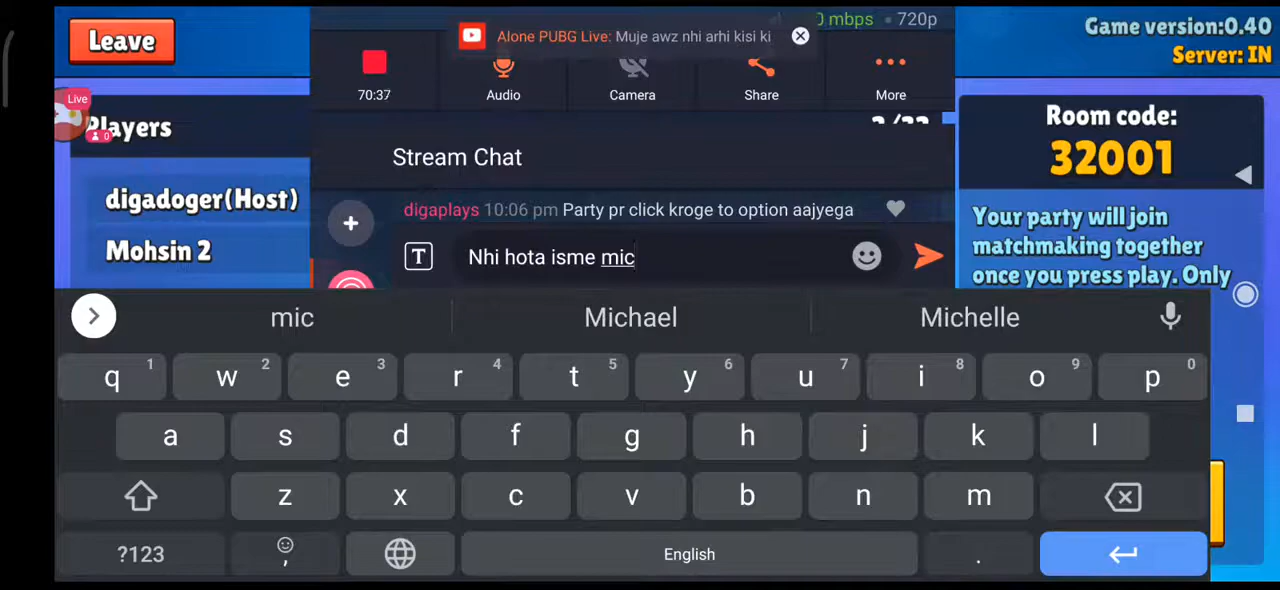 Leave
0 mbps • 720p
Alone PUBG Live: Muje awz nhi arhi kisi ki
Game version:0.40
Server: IN
70:37
Audio
Camera
Share
More
Live
0
Players
Room code:
32001
Stream Chat
digadoger(Host)
digaplays 10:06 pm Party pr click kroge to option aajyega
Mohsin 2
T Nhi hota isme mic
Your party will join
matchmaking together
once you press play. Only
mic Michael Michelle
q 1 w 2 e 3 r 4 t 5 y 6 u 7 i 8 o 9 p 0
a s d f g h j k l
z x c v b n m
?123 , English .